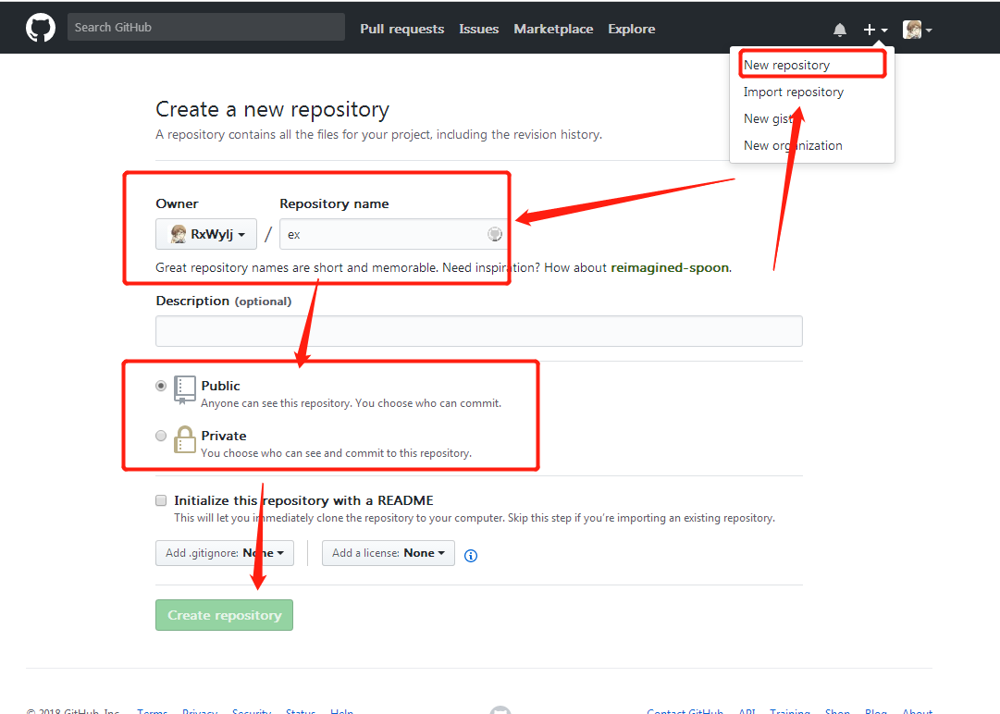 Search GitHub
Pull requests Issues Marketplace Explore
New repository
Import repository
New gist
New organization
Create a new repository
A repository contains all the files for your project, including the revision history.
Owner Repository name
RxWylj / ex
Great repository names are short and memorable. Need inspiration? How about reimagined-spoon.
Description (optional)
Public
Anyone can see this repository. You choose who can commit.
Private
You choose who can see and commit to this repository.
Initialize this repository with a README
This will let you immediately clone the repository to your computer. Skip this step if you’re importing an existing repository.
Add .gitignore: None Add a license: None
Create repository
© 2018 GitHub, Inc. Terms Privacy Security Status Help Contact GitHub API Training Shop Blog About